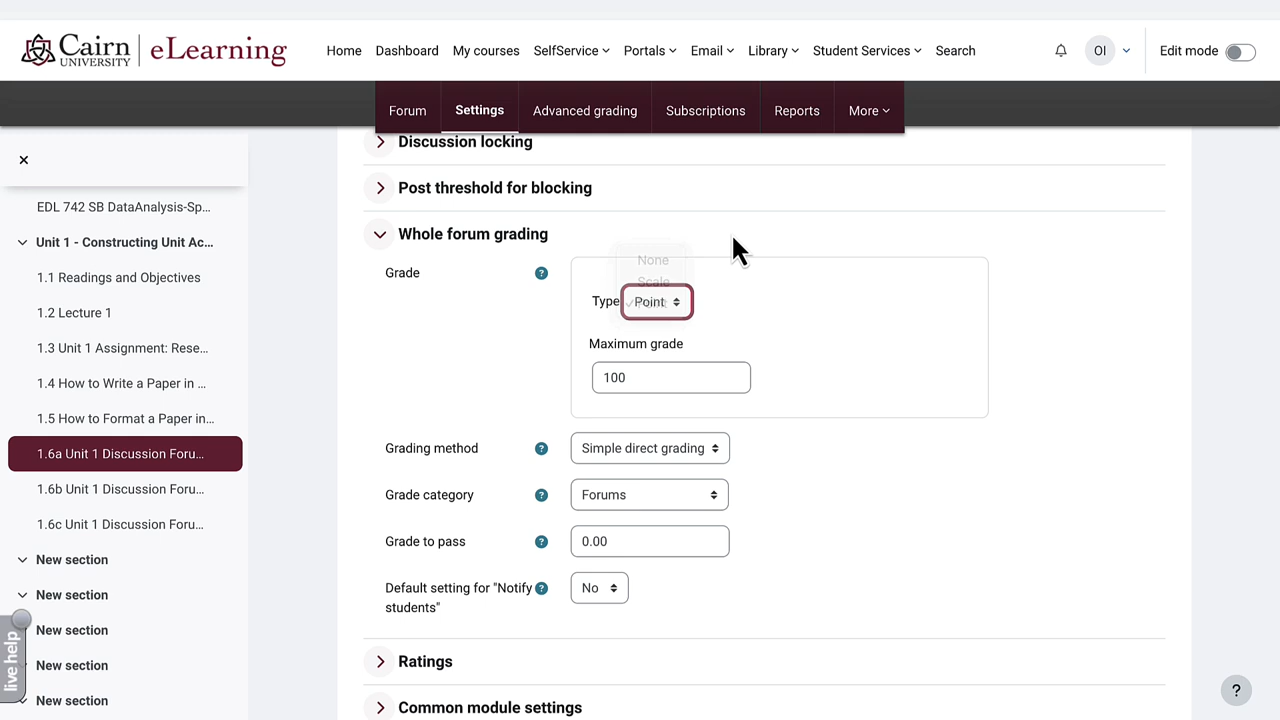 Cairn UNIVERSITY eLearning
Home Dashboard My courses SelfService Portals Email Library Student Services Search OI Edit mode
Forum Settings Advanced grading Subscriptions Reports More
EDL 742 SB DataAnalysis-Sp...
Unit 1 - Constructing Unit Ac...
1.1 Readings and Objectives
1.2 Lecture 1
1.3 Unit 1 Assignment: Rese...
1.4 How to Write a Paper in ...
1.5 How to Format a Paper in...
1.6a Unit 1 Discussion Foru...
1.6b Unit 1 Discussion Foru...
1.6c Unit 1 Discussion Foru...
New section
New section
New section
New section
New section
live help
Discussion locking
Post threshold for blocking
Whole forum grading
Grade ?
None
Scale
Type Point
Maximum grade
100
Grading method ? Simple direct grading
Grade category ? Forums
Grade to pass ? 0.00
Default setting for "Notify ? No
students"
Ratings
Common module settings
?